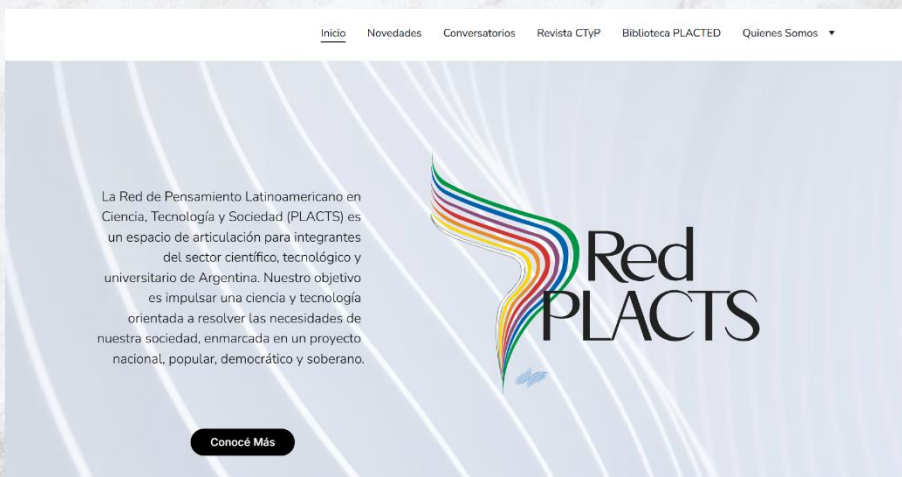 Inicio Novedades Conversatorios Revista CTyP Biblioteca PLACTED Quienes Somos ▼
La Red de Pensamiento Latinoamericano en
Ciencia, Tecnología y Sociedad (PLACTS) es
un espacio de articulación para integrantes
del sector científico, tecnológico y
universitario de Argentina. Nuestro objetivo
es impulsar una ciencia y tecnología
orientada a resolver las necesidades de
nuestra sociedad, enmarcada en un proyecto
nacional, popular, democrático y soberano.
Red
PLACTS
Conocé Más